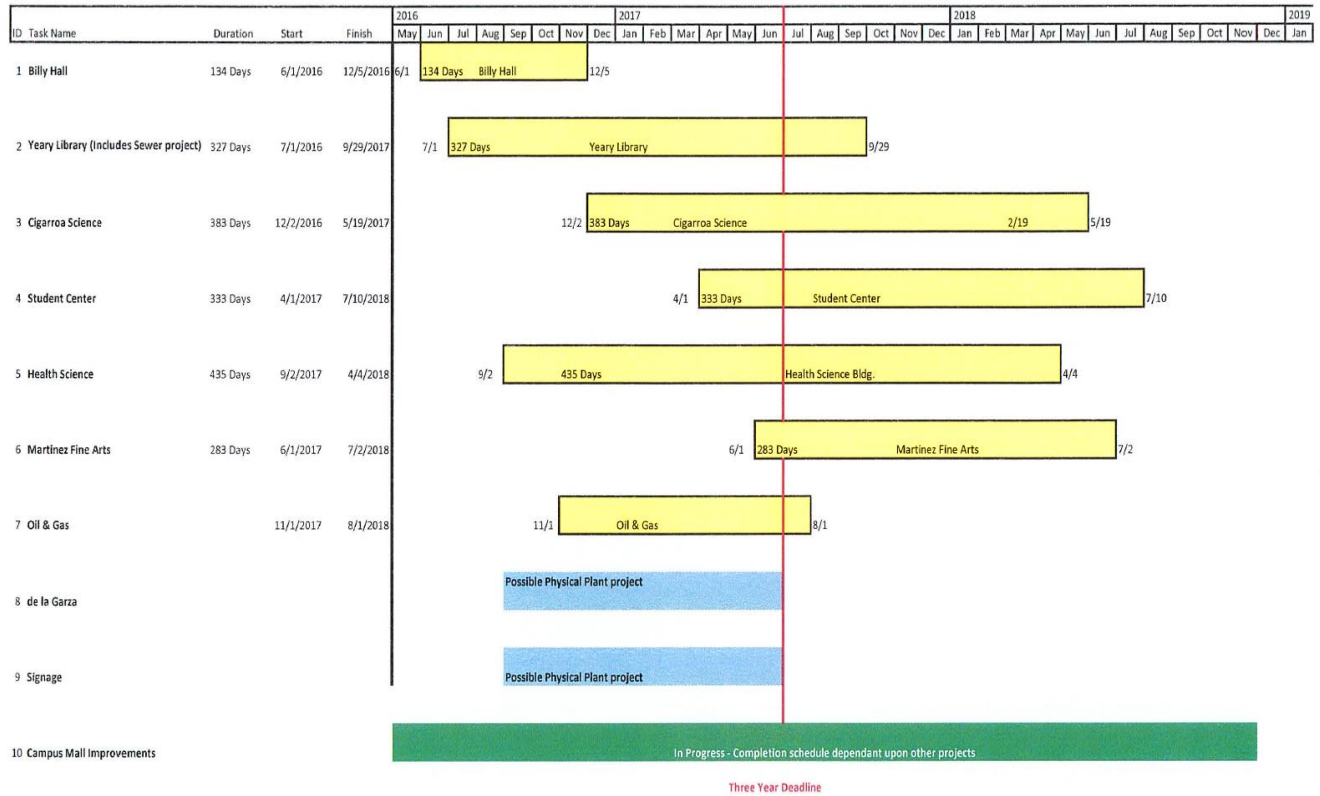 2016 2017 2018 2019
ID Task Name Duration Start Finish May Jun Jul Aug Sep Oct Nov Dec Jan Feb Mar Apr May Jun Jul Aug Sep Oct Nov Dec Jan Feb Mar Apr May Jun Jul Aug Sep Oct Nov Dec Jan
1 Billy Hall 134 Days 6/1/2016 12/5/2016 6/1 134 Days Billy Hall 12/5
2 Yeary Library (Includes Sewer project) 327 Days 7/1/2016 9/29/2017 7/1 327 Days Yeary Library 9/29
3 Cigarroa Science 383 Days 12/2/2016 5/19/2017 12/2 383 Days Cigarroa Science 2/19 5/19
4 Student Center 333 Days 4/1/2017 7/10/2018 4/1 333 Days Student Center 7/10
5 Health Science 435 Days 9/2/2017 4/4/2018 9/2 435 Days Health Science Bldg. 4/4
6 Martinez Fine Arts 283 Days 6/1/2017 7/2/2018 6/1 283 Days Martinez Fine Arts 7/2
7 Oil & Gas 11/1/2017 8/1/2018 11/1 Oil & Gas 8/1
Possible Physical Plant project
8 de la Garza
9 Signage Possible Physical Plant project
10 Campus Mall Improvements In Progress - Completion schedule dependant upon other projects
Three Year Deadline